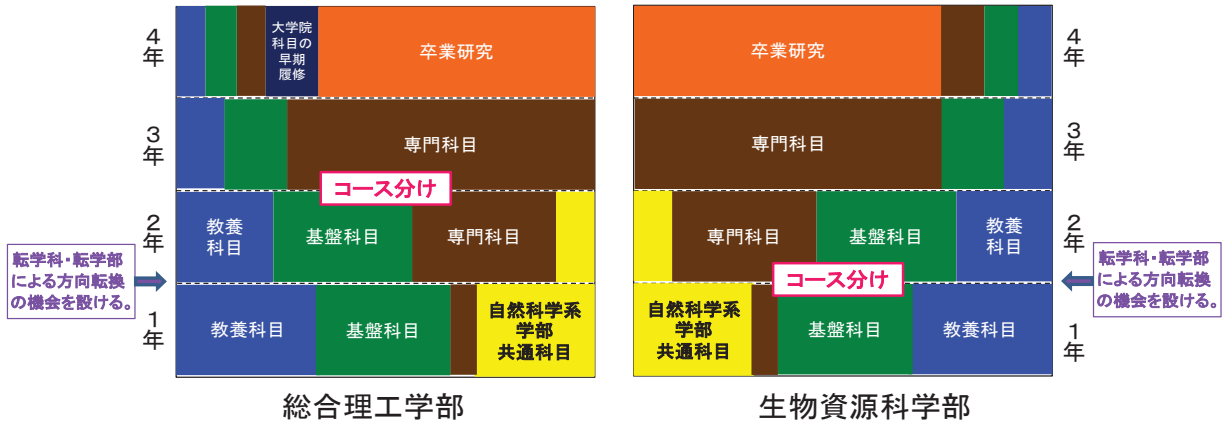 4年
大学院
科目の
早期
履修
卒業研究
3年
専門科目
コース分け
2年
教養
科目
基盤科目
専門科目
転学科・転学部
による方向転換
の機会を設ける。
1年
教養科目
基盤科目
自然科学系
学部
共通科目
総合理工学部
卒業研究
4年
専門科目
3年
専門科目
基盤科目
教養
科目
2年
コース分け
転学科・転学部
による方向転換
の機会を設ける。
自然科学系
学部
共通科目
基盤科目
教養科目
1年
生物資源科学部